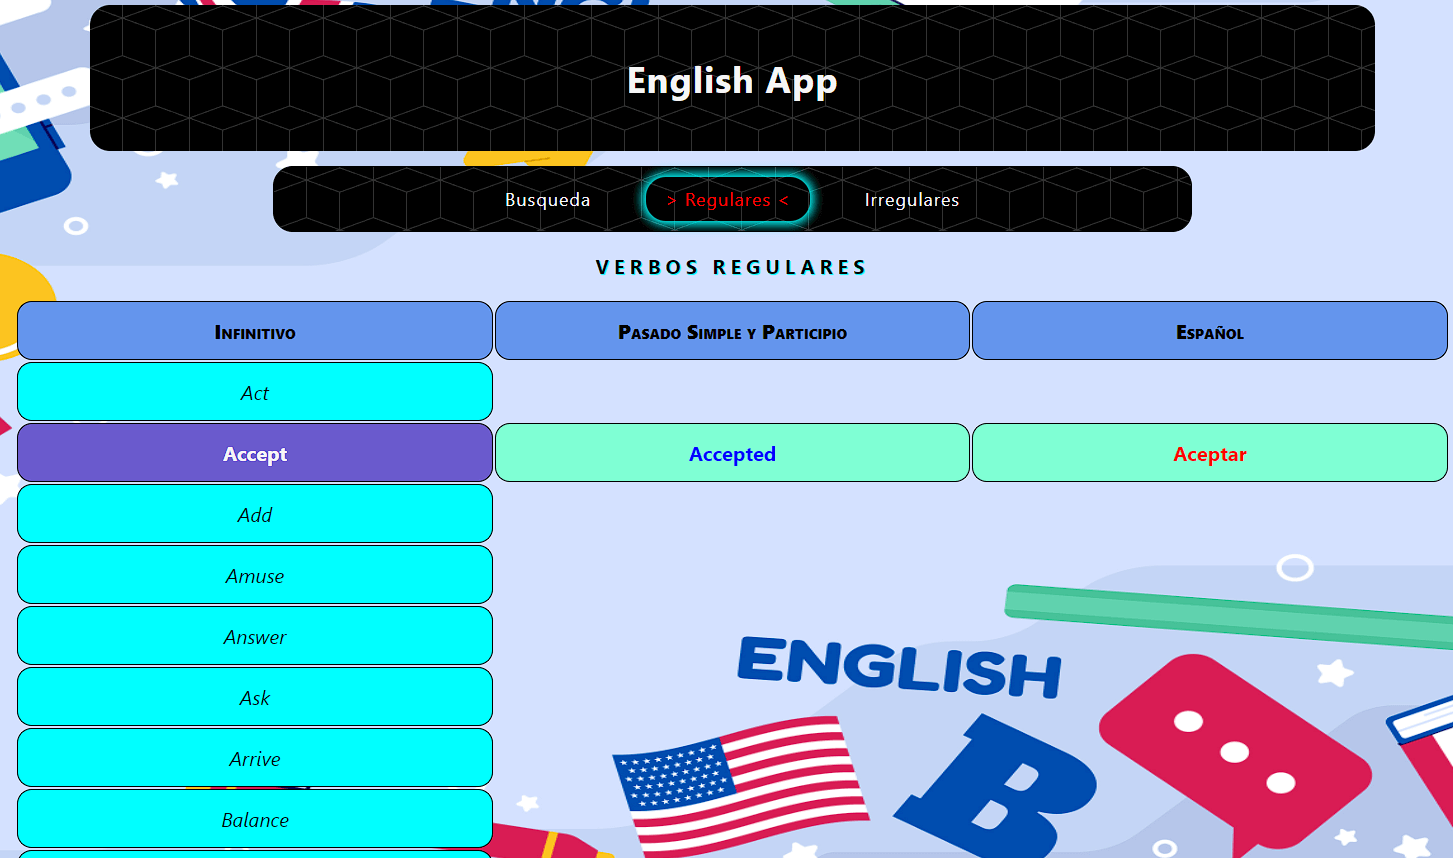 English App
Busqueda > Regulares < Irregulares
VERBOS REGULARES
Infinitivo Pasado Simple y Participio Español
Act
Accept Accepted Aceptar
Add
Amuse
Answer
Ask
Arrive
Balance
ENGLISH
B